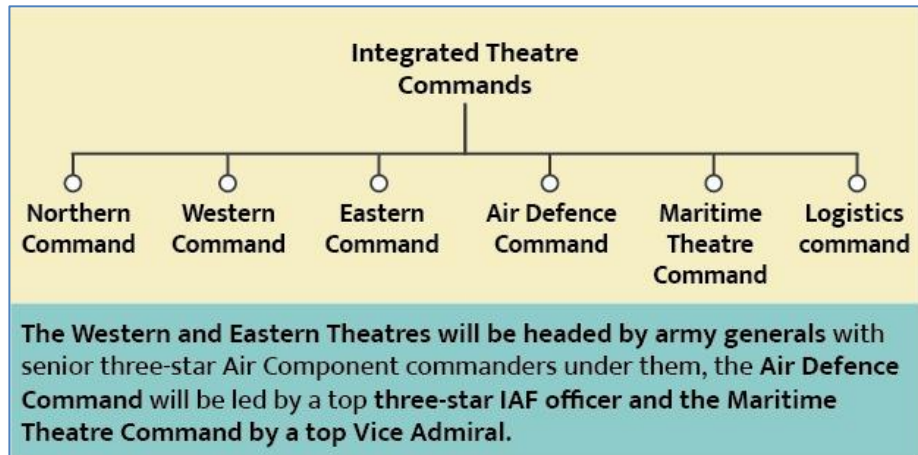 Integrated Theatre
Commands
Northern
Command
Western
Command
Eastern
Command
Air Defence
Command
Maritime
Theatre
Command
Logistics
command
The Western and Eastern Theatres will be headed by army generals with
senior three-star Air Component commanders under them, the Air Defence
Command will be led by a top three-star IAF officer and the Maritime
Theatre Command by a top Vice Admiral.